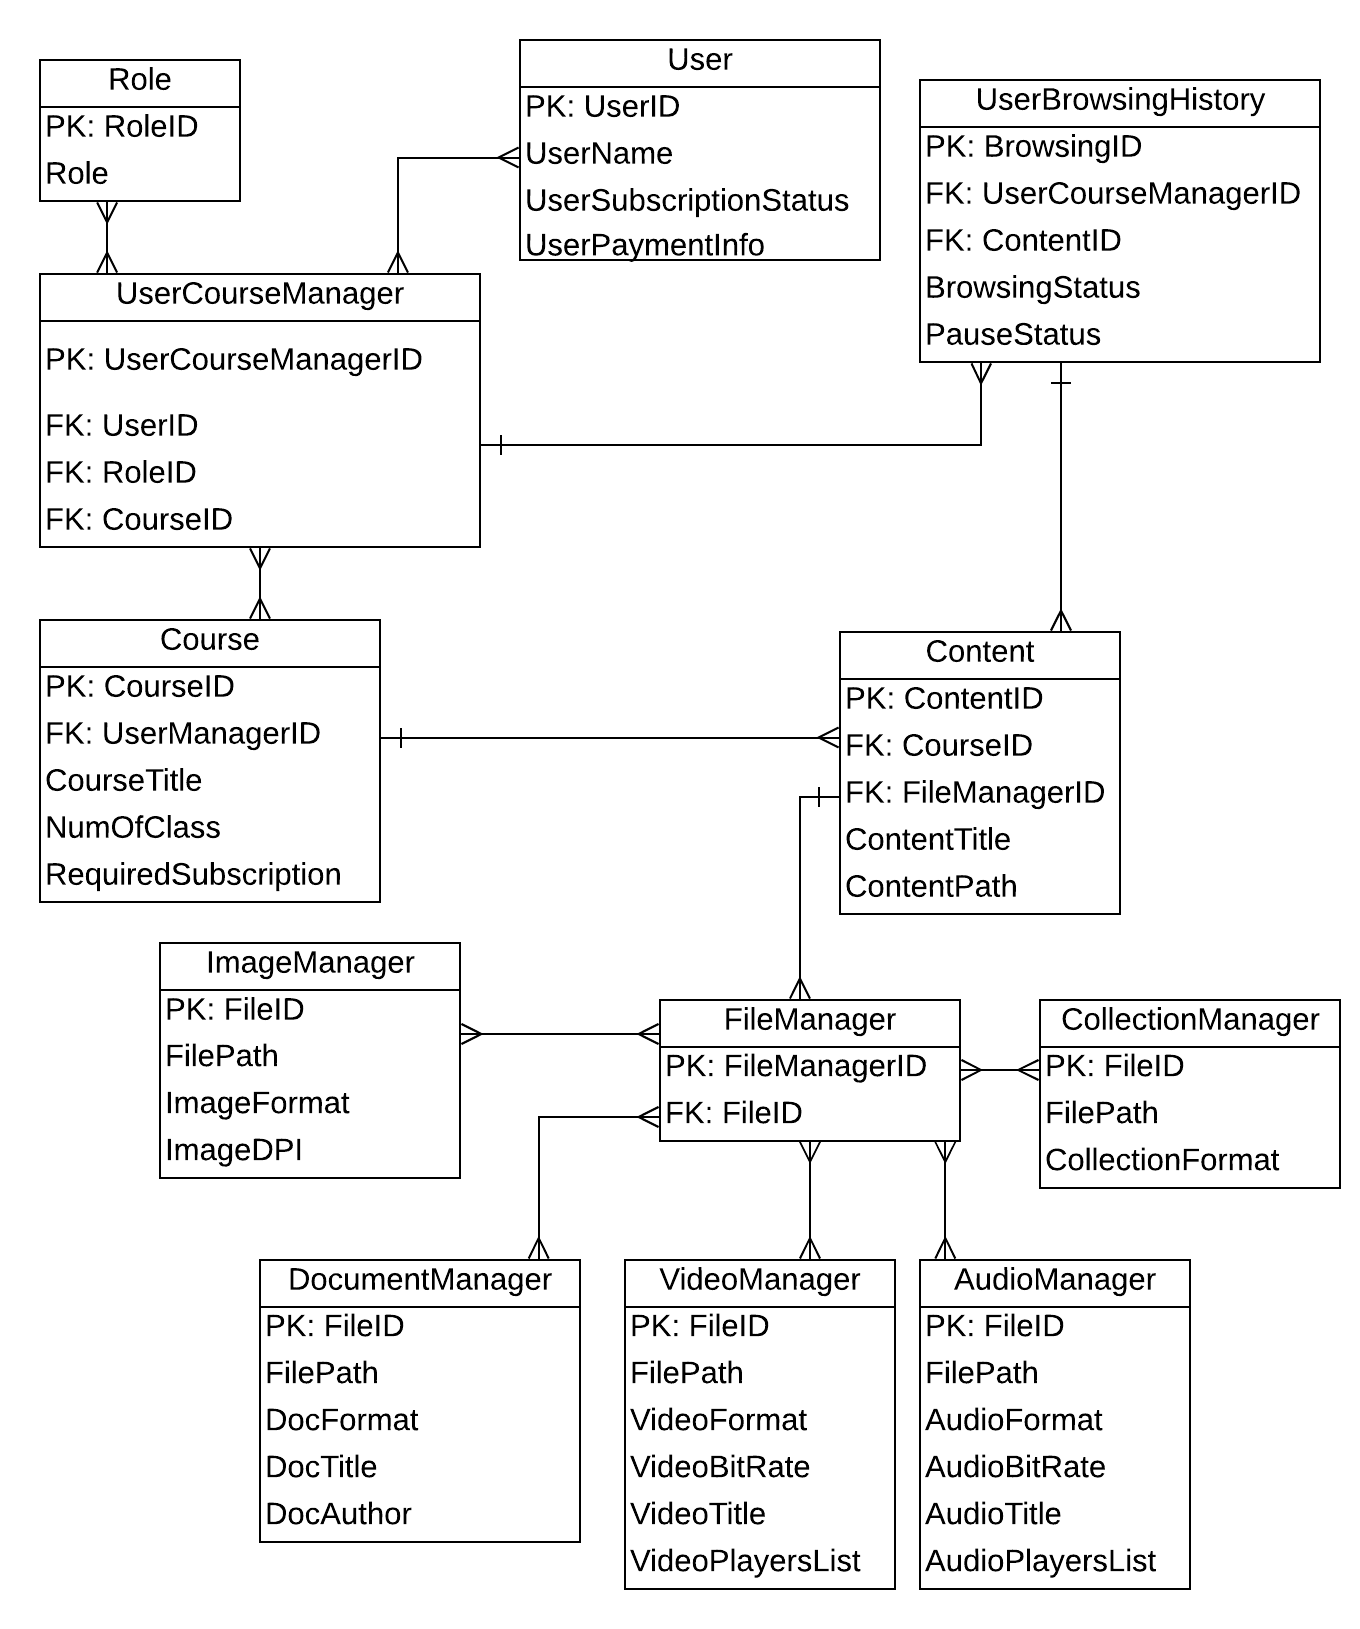 Role
PK: RoleID
Role
User
PK: UserID
UserName
UserSubscriptionStatus
UserPaymentInfo
UserBrowsingHistory
PK: BrowsingID
FK: UserCourseManagerID
FK: ContentID
BrowsingStatus
PauseStatus
UserCourseManager
PK: UserCourseManagerID
FK: UserID
FK: RoleID
FK: CourseID
Course
PK: CourseID
FK: UserManagerID
CourseTitle
NumOfClass
RequiredSubscription
Content
PK: ContentID
FK: CourseID
FK: FileManagerID
ContentTitle
ContentPath
ImageManager
PK: FileID
FilePath
ImageFormat
ImageDPI
FileManager
PK: FileManagerID
FK: FileID
CollectionManager
PK: FileID
FilePath
CollectionFormat
DocumentManager
PK: FileID
FilePath
DocFormat
DocTitle
DocAuthor
VideoManager
PK: FileID
FilePath
VideoFormat
VideoBitRate
VideoTitle
VideoPlayersList
AudioManager
PK: FileID
FilePath
AudioFormat
AudioBitRate
AudioTitle
AudioPlayersList